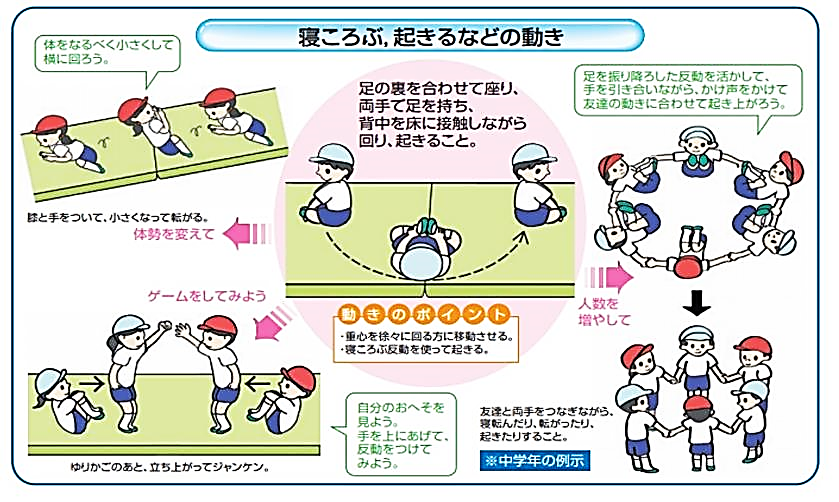 寝ころぶ，起きるなどの動き
体をなるべく小さくして
横に回ろう。
足の裏を合わせて座り，
両手で足を持ち，
背中を床に接触しながら
回り，起きること。
足を振り降ろした反動を活かして，
手を引き合いながら，かけ声をかけて
友達の動きに合わせて起き上がろう。
膝と手をついて，小さくなって転がる。
体勢を変えて
ゲームをしてみよう
動きのポイント
・重心を徐々に回る方に移動させる。
・寝ころぶ反動を使って起きる。
人数を
増やして
自分のおへそを
見よう。
手を上にあげて，
反動をつけて
みよう。
ゆりかごのあと，立ち上がってジャンケン。
友達と両手をつなぎながら，
寝転んだり，転がったり，
起きたりすること。
※中学年の例示